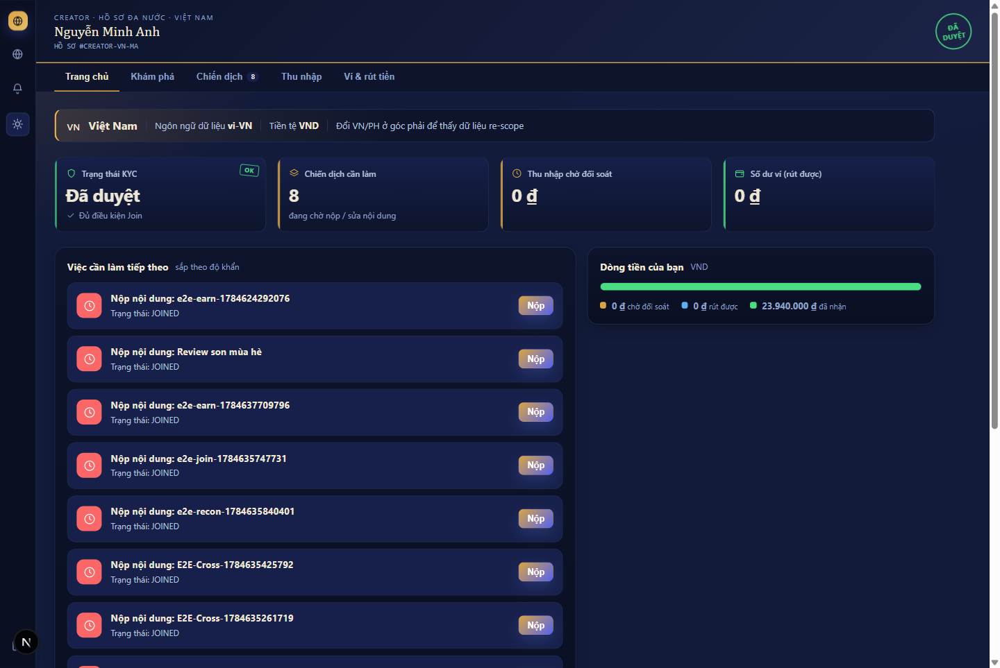 CREATOR · HỒ SƠ ĐA NƯỚC · VIỆT NAM
Nguyễn Minh Anh
HỒ SƠ #CREATOR-VN-MA
ĐÃ
DUYỆT
Trang chủ
Khám phá
Chiến dịch 8
Thu nhập
Ví & rút tiền
VN Việt Nam
Ngôn ngữ dữ liệu vi-VN
Tiền tệ VND
Đổi VN/PH ở góc phải để thấy dữ liệu re-scope
Trạng thái KYC
OK
Đã duyệt
Đủ điều kiện Join
Chiến dịch cần làm
8
đang chờ nộp / sửa nội dung
Thu nhập chờ đối soát
0 ₫
Số dư ví (rút được)
0 ₫
Việc cần làm tiếp theo sắp theo độ khẩn
Nộp nội dung: e2e-earn-1784624292076
Trạng thái: JOINED
Nộp
Nộp nội dung: Review son mùa hè
Trạng thái: JOINED
Nộp
Nộp nội dung: e2e-earn-1784637709796
Trạng thái: JOINED
Nộp
Nộp nội dung: e2e-join-1784635747731
Trạng thái: JOINED
Nộp
Nộp nội dung: e2e-recon-1784635840401
Trạng thái: JOINED
Nộp
Nộp nội dung: E2E-Cross-1784635425792
Trạng thái: JOINED
Nộp
Nộp nội dung: E2E-Cross-1784635261719
Trạng thái: JOINED
Nộp
Dòng tiền của bạn VND
0 ₫ chờ đối soát
0 ₫ rút được
23.940.000 ₫ đã nhận
N